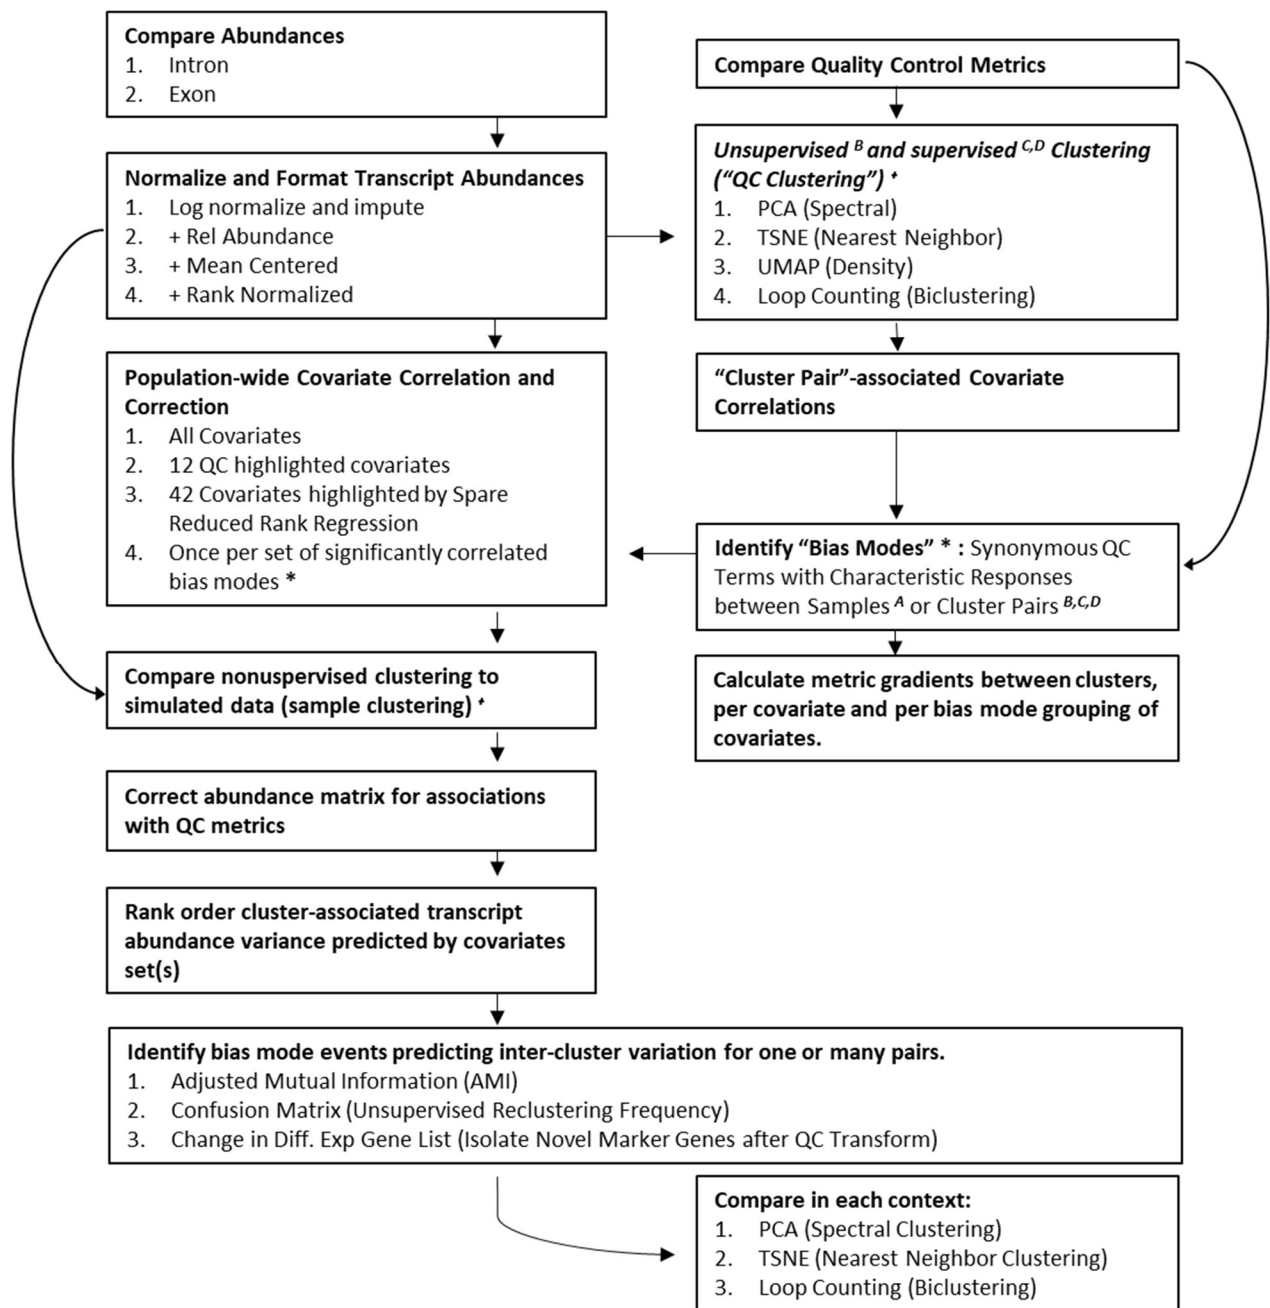 Compare Abundances
1. Intron
2. Exon
Compare Quality Control Metrics
Normalize and Format Transcript Abundances
1. Log normalize and impute
2. + Rel Abundance
3. + Mean Centered
4. + Rank Normalized
Unsupervised B and supervised C,D Clustering
(“QC Clustering”) ᵗ
1. PCA (Spectral)
2. TSNE (Nearest Neighbor)
3. UMAP (Density)
4. Loop Counting (Biclustering)
Population-wide Covariate Correlation and
Correction
1. All Covariates
2. 12 QC highlighted covariates
3. 42 Covariates highlighted by Spare
Reduced Rank Regression
4. Once per set of significantly correlated
bias modes *
“Cluster Pair”-associated Covariate
Correlations
Identify “Bias Modes” * : Synonymous QC
Terms with Characteristic Responses
between Samples A or Cluster Pairs B,C,D
Compare nonuspervised clustering to
simulated data (sample clustering) ᵗ
Calculate metric gradients between clusters,
per covariate and per bias mode grouping of
covariates.
Correct abundance matrix for associations
with QC metrics
Rank order cluster-associated transcript
abundance variance predicted by covariates
set(s)
Identify bias mode events predicting inter-cluster variation for one or many pairs.
1. Adjusted Mutual Information (AMI)
2. Confusion Matrix (Unsupervised Reclustering Frequency)
3. Change in Diff. Exp Gene List (Isolate Novel Marker Genes after QC Transform)
Compare in each context:
1. PCA (Spectral Clustering)
2. TSNE (Nearest Neighbor Clustering)
3. Loop Counting (Biclustering)